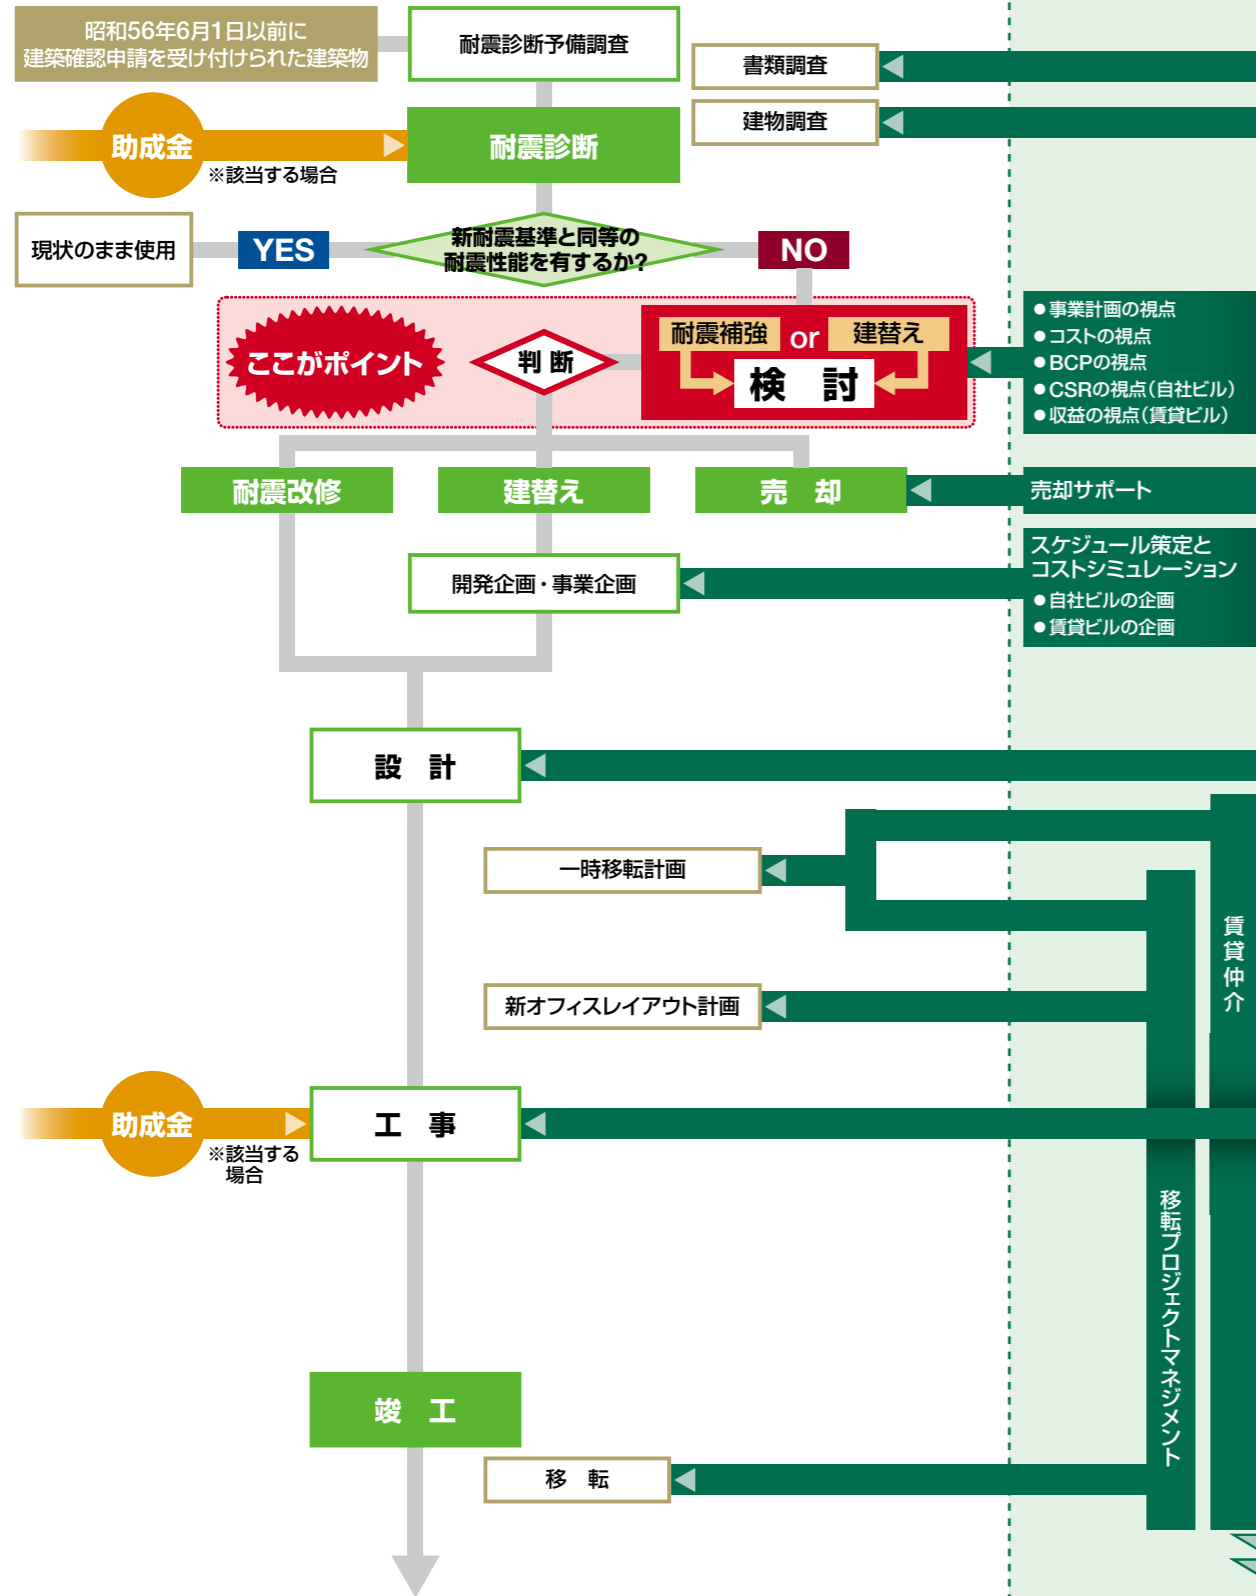 昭和56年6月1日以前に
建築確認申請を受け付けられた建築物
耐震診断予備調査
書類調査
建物調査
助成金
※該当する場合
耐震診断
現状のまま使用
YES
新耐震基準と同等の
耐震性能を有するか?
NO
ここがポイント
判断
耐震補強
or
建替え
検 討
●事業計画の視点
●コストの視点
●BCPの視点
●CSRの視点(自社ビル)
●収益の視点(賃貸ビル)
耐震改修
建替え
売 却
売却サポート
開発企画・事業企画
スケジュール策定と
コストシミュレーション
●自社ビルの企画
●賃貸ビルの企画
設 計
一時移転計画
賃貸仲介
新オフィスレイアウト計画
助成金
※該当する
場合
工 事
移転プロジェクトマネジメント
竣 工
移 転